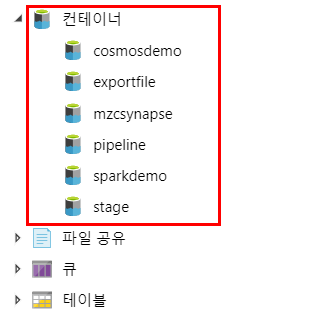 컨테이너
cosmosdemo
exportfile
mzcsynapse
pipeline
sparkdemo
stage
파일 공유
큐
테이블